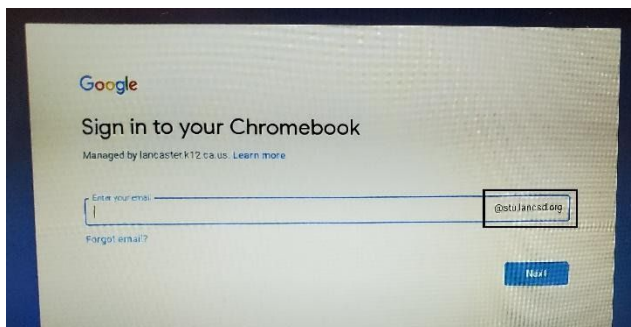 Google
Sign in to your Chromebook
Managed by lancaster.k12.ca.us. Learn more
Enter your email
@stu.lancsd.org
Forgot email?
Next